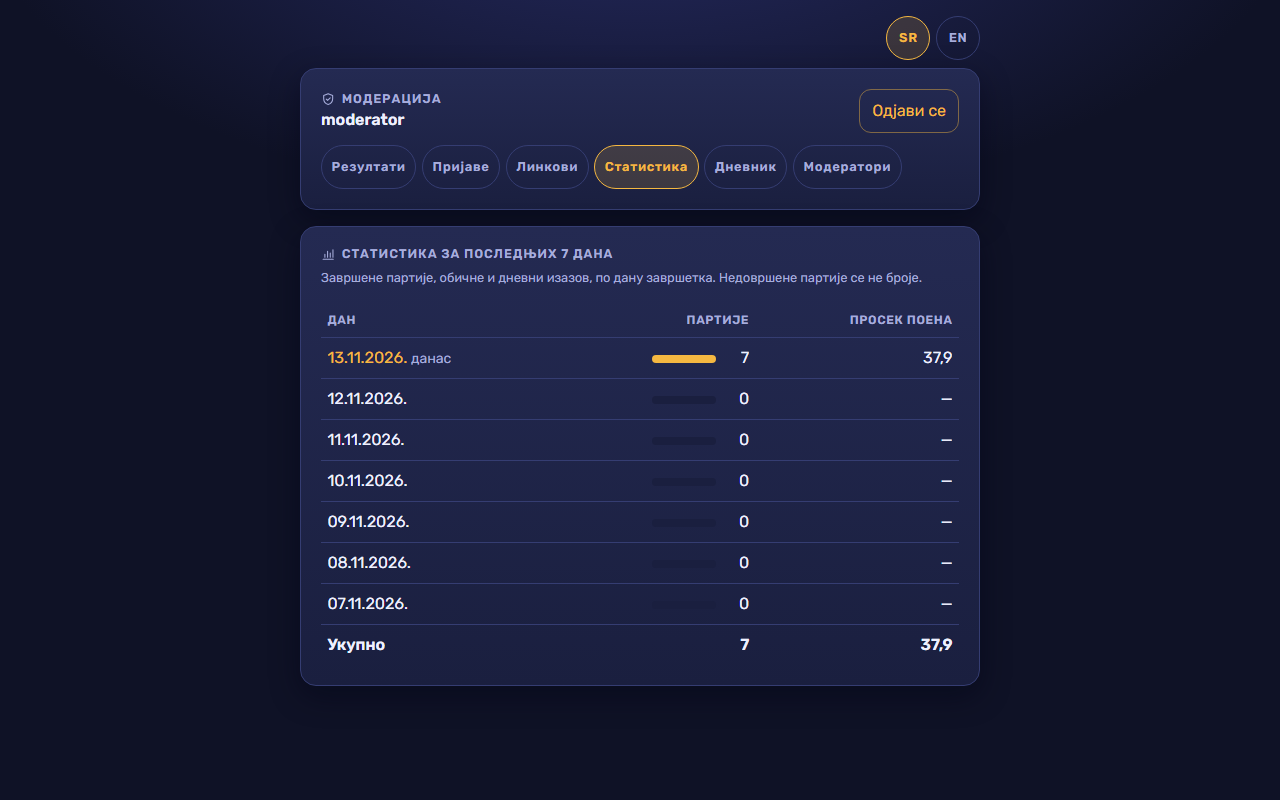 SR EN
МОДЕРАЦИЈА
moderator
Одјави се
Резултати Пријаве Линкови Статистика Дневник Модератори
СТАТИСТИКА ЗА ПОСЛЕДЊИХ 7 ДАНА
Завршене партије, обичне и дневни изазов, по дану завршетка. Недовршене партије се не броје.
ДАН ПАРТИЈЕ ПРОСЕК ПОЕНА
13.11.2026. данас 7 37,9
12.11.2026. 0 –
11.11.2026. 0 –
10.11.2026. 0 –
09.11.2026. 0 –
08.11.2026. 0 –
07.11.2026. 0 –
Укупно 7 37,9